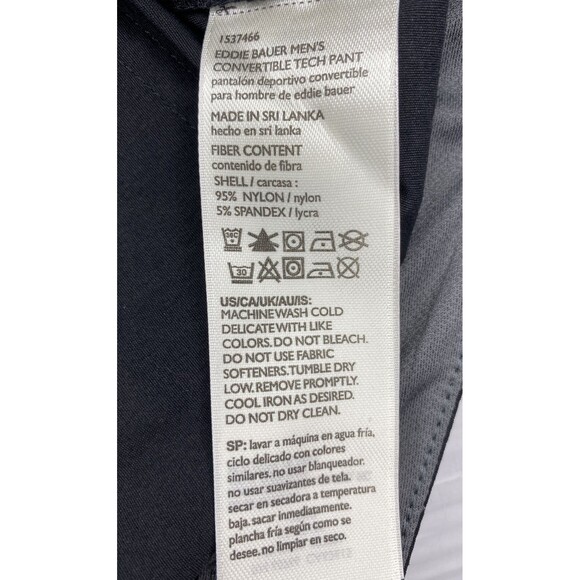 1537466
EDDIE BAUER MEN'S
CONVERTIBLE TECH PANT
pantalón deportivo convertible
para hombre de eddie bauer
MADE IN SRI LANKA
hecho en sri lanka
FIBER CONTENT
contenido de fibra
SHELL / carcasa :
95% NYLON / nylon
5% SPANDEX / lycra
30C
30
US/CA/UK/AU/IS:
MACHINE WASH COLD
DELICATE WITH LIKE
COLORS. DO NOT BLEACH.
DO NOT USE FABRIC
SOFTENERS. TUMBLE DRY
LOW. REMOVE PROMPTLY.
COOL IRON AS DESIRED.
DO NOT DRY CLEAN.
SP: lavar a máquina en agua fría,
ciclo delicado con colores
similares. no usar blanqueador.
no usar suavizantes de tela.
secar en secadora a temperatura
baja. sacar inmediatamente.
plancha fría según como se
desee. no limpiar en seco.